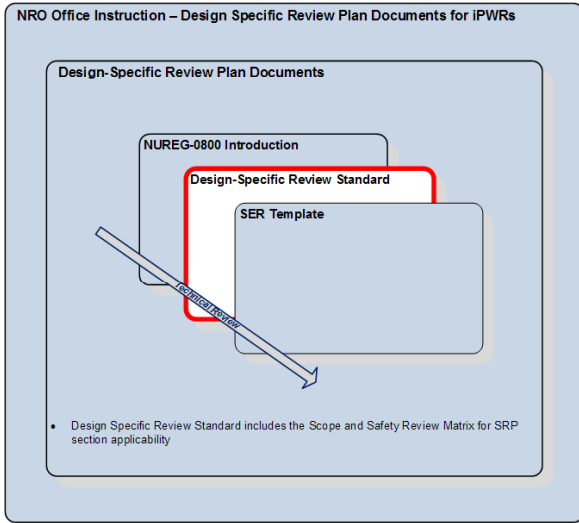 NRO Office Instruction – Design Specific Review Plan Documents for iPWRs
Design-Specific Review Plan Documents
NUREG-0800 Introduction
Design-Specific Review Standard
SER Template
Technical Review
• Design Specific Review Standard includes the Scope and Safety Review Matrix for SRP
section applicability